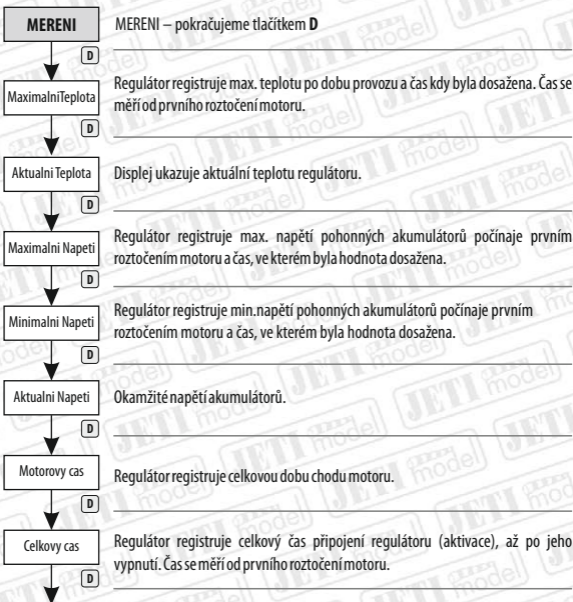 MERENI
MERENI – pokračujeme tlačítkem D
D
MaximalniTeplota
Regulátor registruje max. teplotu po dobu provozu a čas kdy byla dosažena. Čas se
měří od prvního roztočení motoru.
D
Aktualni Teplota
Displej ukazuje aktuální teplotu regulátoru.
D
Maximalni Napeti
Regulátor registruje max. napětí pohonných akumulátorů počínaje prvním
roztočením motoru a čas, ve kterém byla hodnota dosažena.
D
Minimalni Napeti
Regulátor registruje min.napětí pohonných akumulátorů počínaje prvním
roztočením motoru a čas, ve kterém byla hodnota dosažena.
D
Aktualni Napeti
Okamžité napětí akumulátorů.
D
Motorovy cas
Regulátor registruje celkovou dobu chodu motoru.
D
Celkovy cas
Regulátor registruje celkový čas připojení regulátoru (aktivace), až po jeho
vypnutí. Čas se měří od prvního roztočení motoru.
D